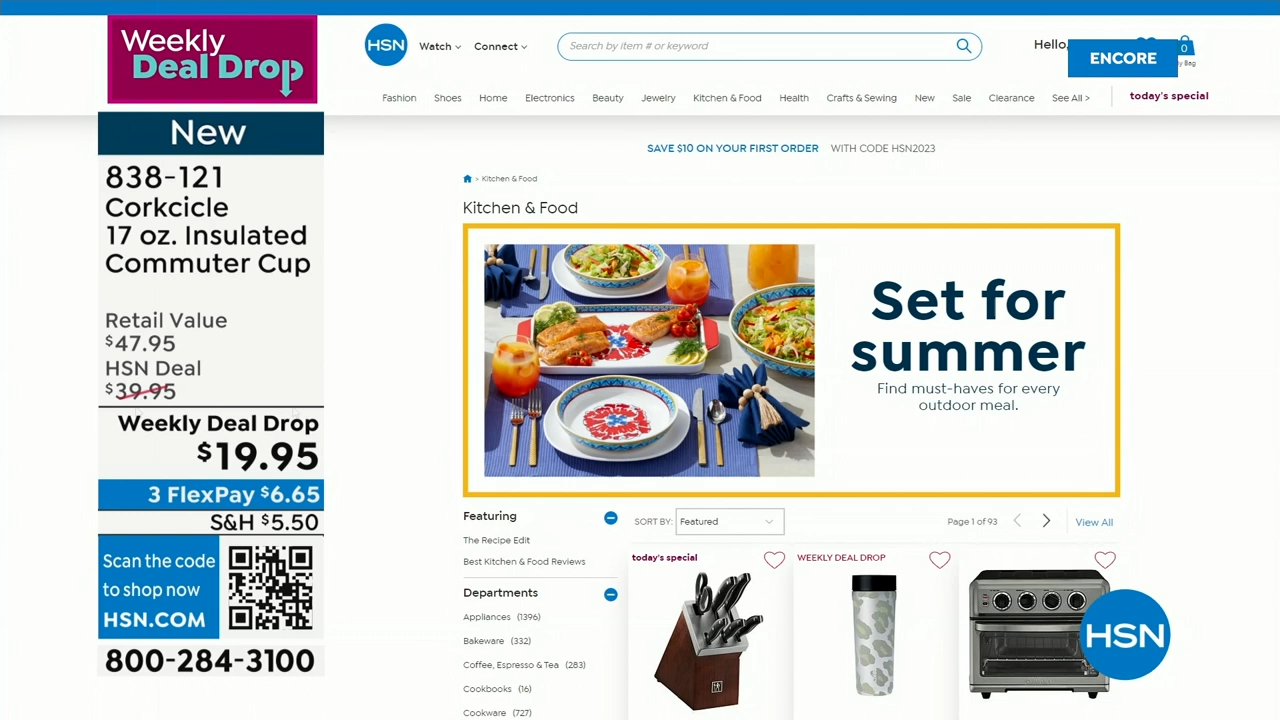 Weekly
Deal Drop
New
838-121
Corkcicle
17 oz. Insulated
Commuter Cup
Retail Value
$47.95
HSN Deal
$39.95
Weekly Deal Drop
$19.95
3 FlexPay $6.65
S&H $5.50
Scan the code
to shop now
HSN.COM
800-284-3100
HSN
Watch
Connect
Search by item # or keyword
Hello,
0
ENCORE
Bag
Fashion Shoes Home Electronics Beauty Jewelry Kitchen & Food Health Crafts & Sewing New Sale Clearance See All > today's special
SAVE $10 ON YOUR FIRST ORDER WITH CODE HSN2023
> Kitchen & Food
Kitchen & Food
Set for
summer
Find must-haves for every
outdoor meal.
Featuring
The Recipe Edit
Best Kitchen & Food Reviews
Departments
Appliances (1396)
Bakeware (332)
Coffee, Espresso & Tea (283)
Cookbooks (16)
Cookware (727)
SORT BY: Featured
Page 1 of 93
View All
today's special
WEEKLY DEAL DROP
HSN